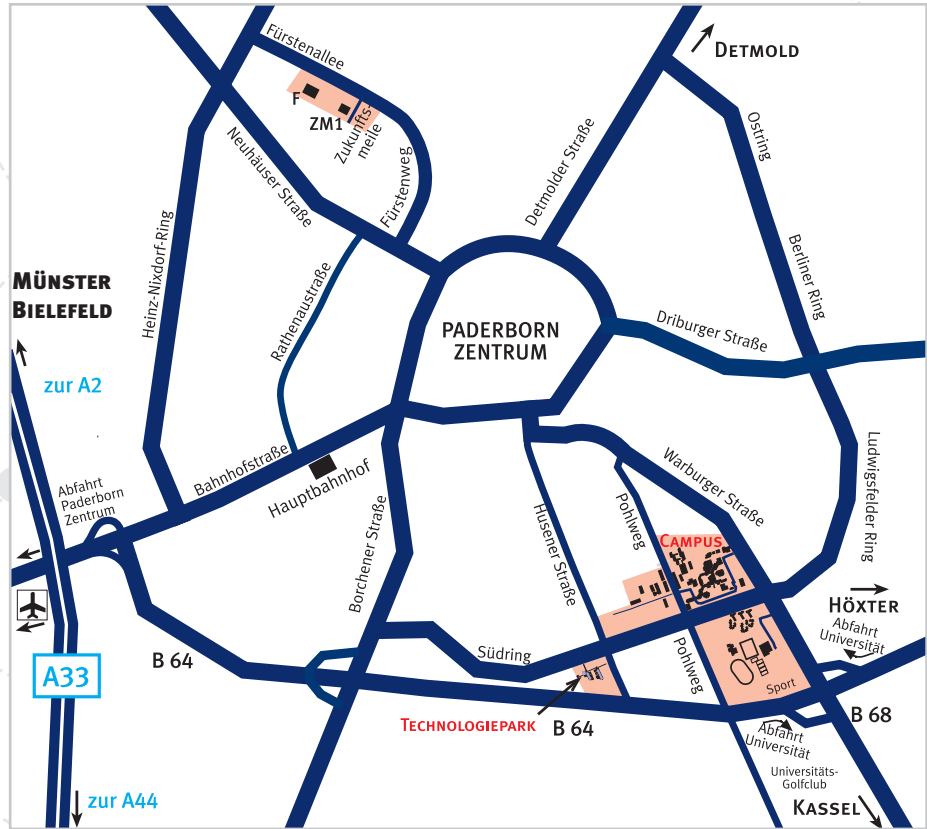 Fürstenallee
DETMOLD
F
ZM1
Zukunfts-
meile
Ostring
Neuhäuser Straße
Fürstenweg
Detmolder Straße
Heinz-Nixdorf-Ring
Berliner Ring
MÜNSTER
BIELEFELD
Rathenaustraße
PADERBORN
ZENTRUM
Driburger Straße
zur A2
Abfahrt
Paderborn
Zentrum
Bahnhofstraße
Hauptbahnhof
Warburger Straße
Ludwigsfelder Ring
Borchener Straße
Husener Straße
Pohlweg
CAMPUS
HÖXTER
Abfahrt
Universität
B 64
Südring
Pohlweg
A33
Sport
TECHNOLOGIEPARK
B 64
B 68
Abfahrt
Universität
Universitäts-
Golfclub
zur A44
KASSEL